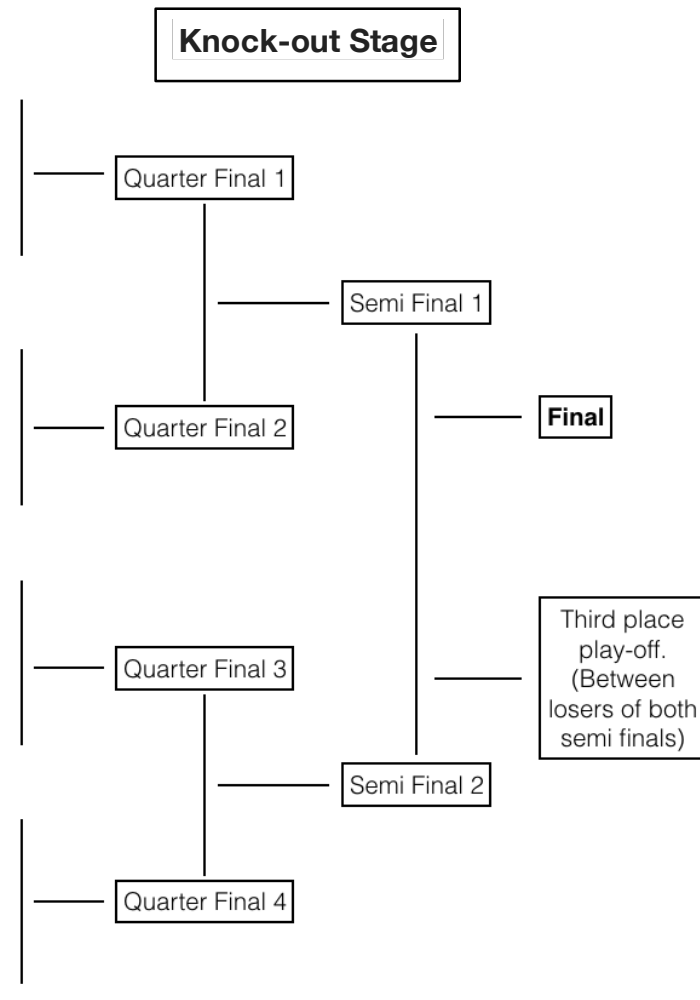 Knock-out Stage
Quarter Final 1
Semi Final 1
Final
Quarter Final 2
Third place
play-off.
(Between
losers of both
semi finals)
Quarter Final 3
Semi Final 2
Quarter Final 4